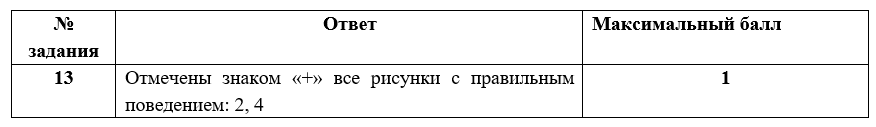 № задания
Ответ
Максимальный балл
13
Отмечены знаком «+» все рисунки с правильным
поведением: 2, 4
1